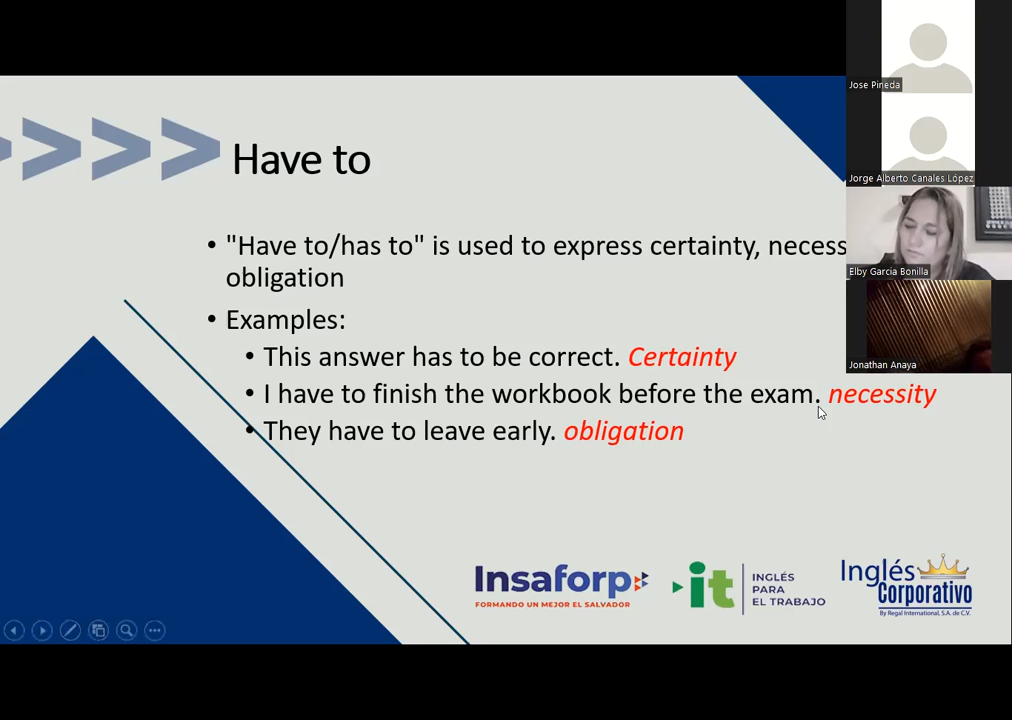 Have to
• "Have to/has to" is used to express certainty,
obligation
• Examples:
• This answer has to be correct. Certainty
• I have to finish the workbook before the exam. necessity
• They have to leave early. obligation
Insaforp
FORMANDO UN MEJOR EL SALVADOR
it
INGLÉS
PARA
EL TRABAJO
Inglés
Corporativo
By Regal International, S.A. de C.V.
Jose Pineda
Jorge Alberto Canales López
Elby Garcia Bonilla
Jonathan Anaya